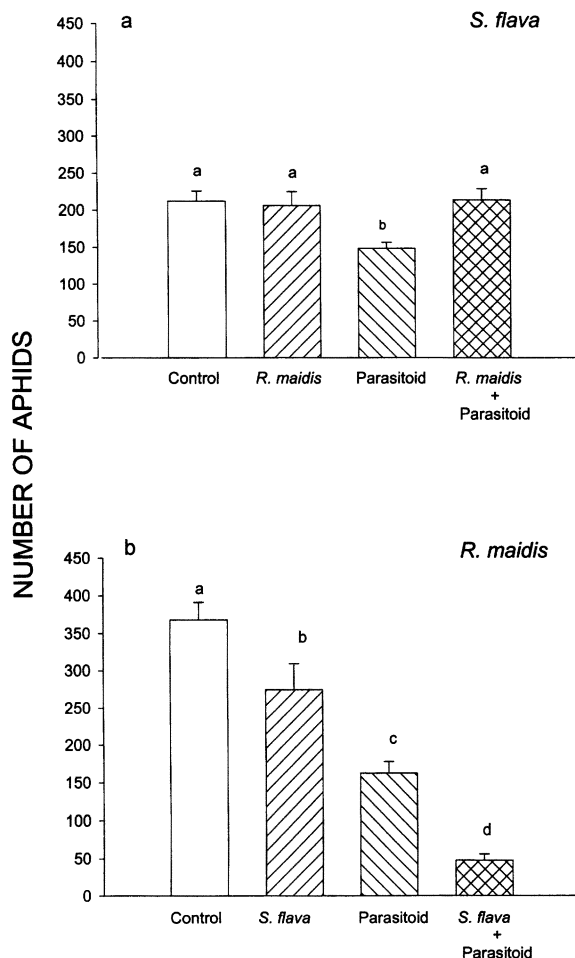 a
S. flava
450
400
350
300
250
200
150
100
50
0
a
a
b
a
Control
R. maidis
Parasitoid
R. maidis
+
Parasitoid
NUMBER OF APHIDS
b
R. maidis
450
400
350
300
250
200
150
100
50
0
a
b
c
d
Control
S. flava
Parasitoid
S. flava
+
Parasitoid